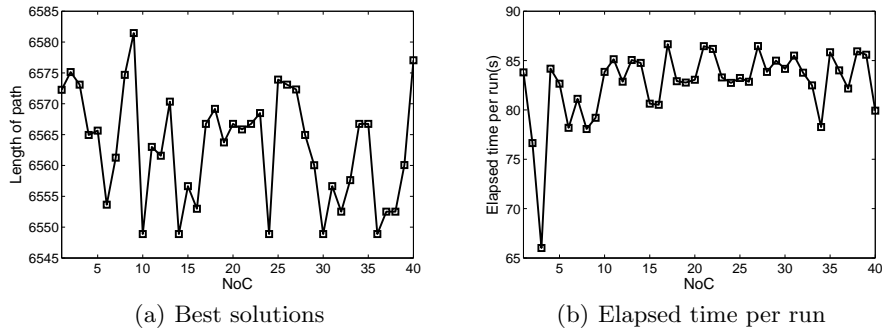 6585
6580
6575
6570
6565
6560
6555
6550
6545
Length of path
5 10 15 20 25 30 35 40
NoC
(a) Best solutions
90
85
80
75
70
65
Elapsed time per run(s)
5 10 15 20 25 30 35 40
NoC
(b) Elapsed time per run